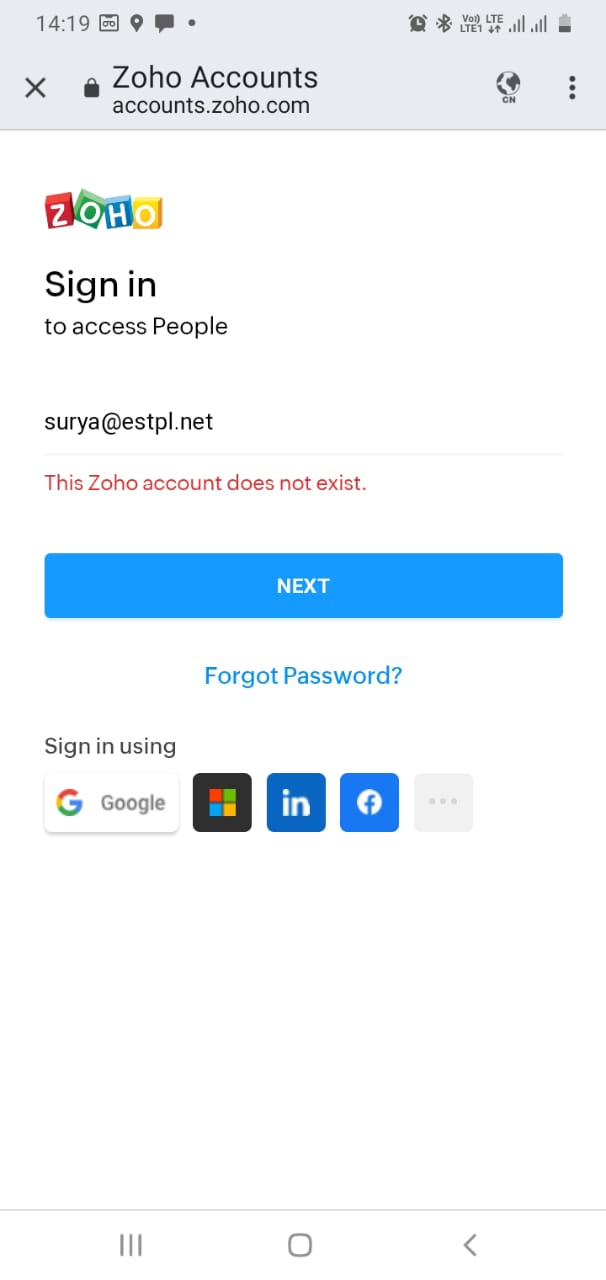 14:19
Vo)) LTE
LTE1
Zoho Accounts
accounts.zoho.com
CN
ZOHO
Sign in
to access People
surya@estpl.net
This Zoho account does not exist.
NEXT
Forgot Password?
Sign in using
Google
in